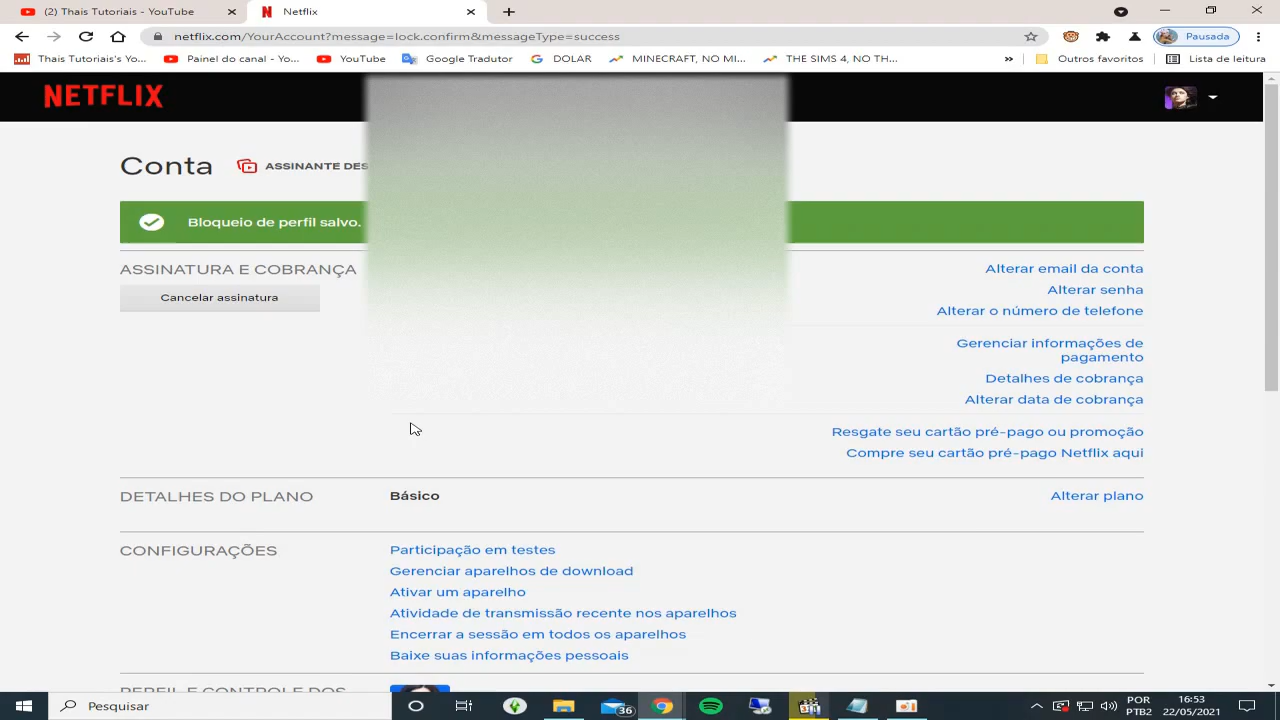 (2) Thais Tutoriais - YouTube
Netflix
netflix.com/YourAccount?message=lock.confirm&messageType=success
Pausada
Thais Tutoriais's Yo...
Painel do canal - Yo...
YouTube
Google Tradutor
DOLAR
MINECRAFT, NO MI...
THE SIMS 4, NO TH...
»
Outros favoritos
Lista de leitura
NETFLIX
Conta
ASSINANTE DES
Bloqueio de perfil salvo.
ASSINATURA E COBRANÇA
Cancelar assinatura
Alterar email da conta
Alterar senha
Alterar o número de telefone
Gerenciar informações de
pagamento
Detalhes de cobrança
Alterar data de cobrança
Resgate seu cartão pré-pago ou promoção
Compre seu cartão pré-pago Netflix aqui
DETALHES DO PLANO
Básico
Alterar plano
CONFIGURAÇÕES
Participação em testes
Gerenciar aparelhos de download
Ativar um aparelho
Atividade de transmissão recente nos aparelhos
Encerrar a sessão em todos os aparelhos
Baixe suas informações pessoais
PERFIL E CONTROLE DOS
Pesquisar
36
POR
PTB2
16:53
22/05/2021